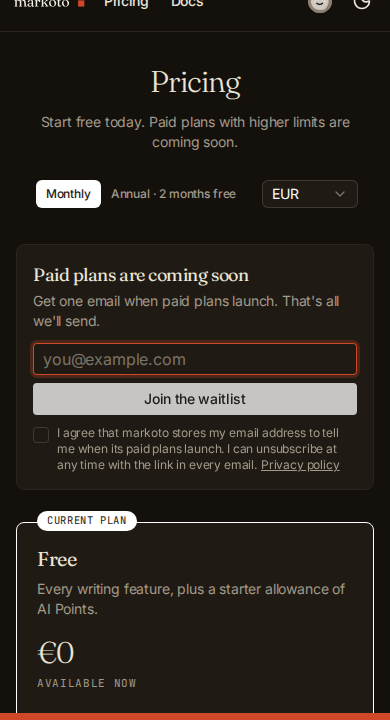 markoto Pricing Docs
Pricing
Start free today. Paid plans with higher limits are
coming soon.
Monthly Annual · 2 months free EUR
Paid plans are coming soon
Get one email when paid plans launch. That's all
we'll send.
you@example.com
Join the waitlist
I agree that markoto stores my email address to tell
me when its paid plans launch. I can unsubscribe at
any time with the link in every email. Privacy policy
CURRENT PLAN
Free
Every writing feature, plus a starter allowance of
AI Points.
€0
AVAILABLE NOW